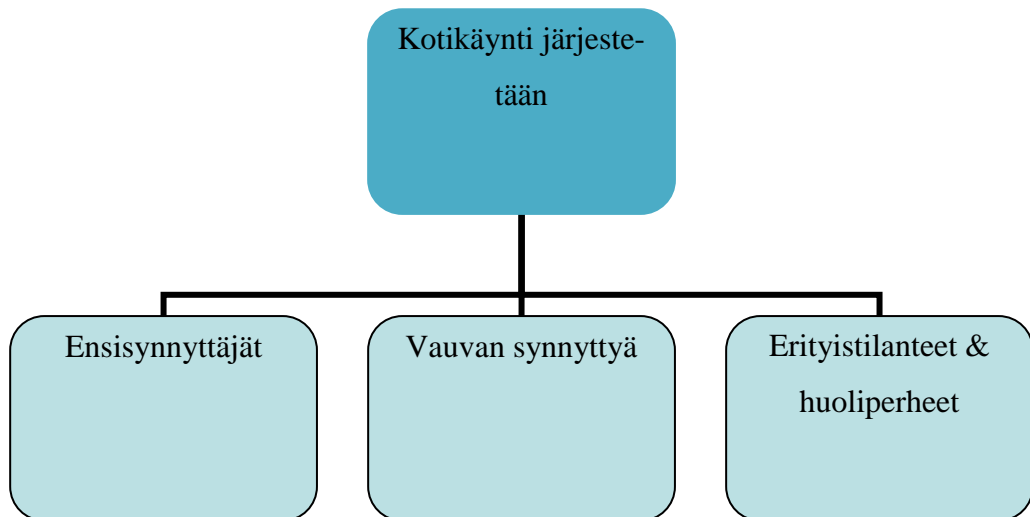 Kotikäynti järjeste-
tään
Ensisynnyttäjät
Vauvan synnyttyä
Erityistilanteet &
huoliperheet